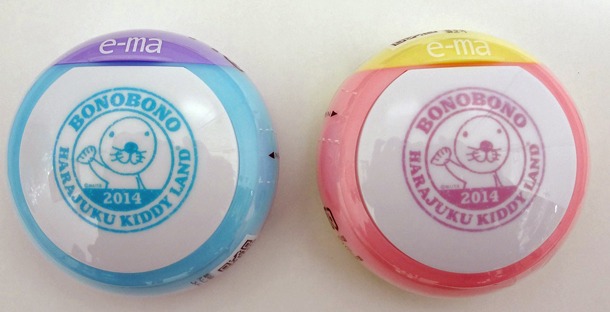 e-ma
BONOBONO
2014
HARAJUKU KIDDY LAND
e-ma
BONOBONO
2014
HARAJUKU KIDDY LAND